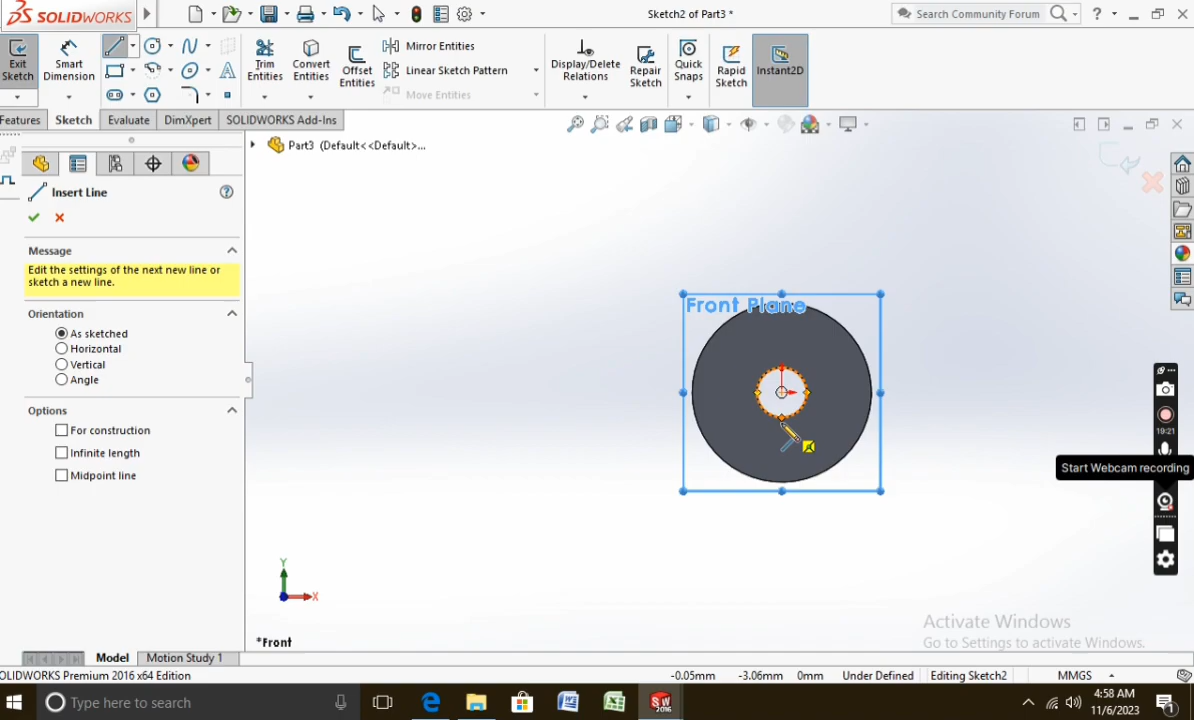 SOLIDWORKS
Sketch2 of Part3 *
Search Community Forum
?
Exit Sketch
Smart Dimension
Trim Entities
Convert Entities
Offset Entities
Mirror Entities
Linear Sketch Pattern
Move Entities
Display/Delete Relations
Repair Sketch
Quick Snaps
Rapid Sketch
Instant2D
Features
Sketch
Evaluate
DimXpert
SOLIDWORKS Add-Ins
Part3 (Default<<Default>...
Insert Line
?
Message
Edit the settings of the next new line or
sketch a new line.
Orientation
As sketched
Horizontal
Vertical
Angle
Options
For construction
Infinite length
Midpoint line
Front Plane
19:21
Start Webcam recording
Y
X
*Front
Activate Windows
Go to Settings to activate Windows.
Model
Motion Study 1
OLIDWORKS Premium 2016 x64 Edition
-0.05mm
-3.06mm
0mm
Under Defined
Editing Sketch2
MMGS
Type here to search
SW
2016
4:58 AM
11/6/2023
1